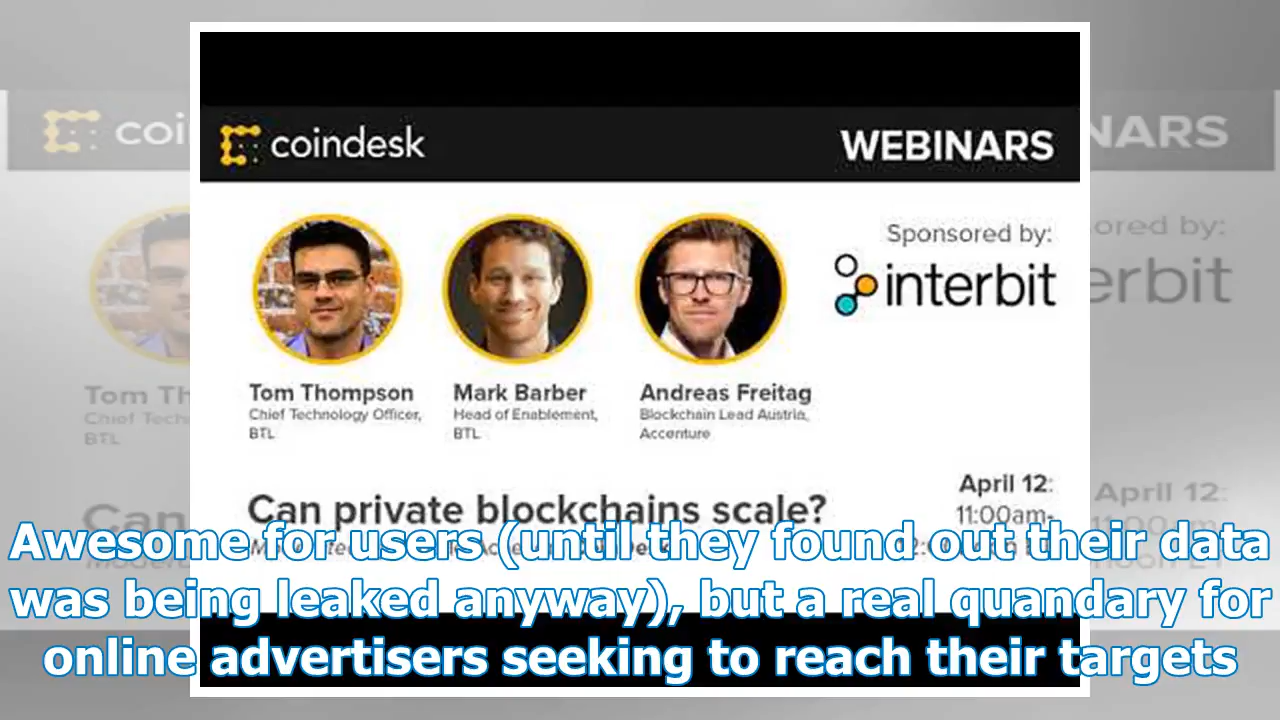 coindesk
WEBINARS
Sponsored by:
interbit
Tom Thompson
Chief Technology Officer,
BTL
Mark Barber
Head of Enablement,
BTL
Andreas Freitag
Blockchain Lead Austria,
Accenture
Can private blockchains scale?
April 12:
11:00am-
Awesome for users (until they found out their data
was being leaked anyway), but a real quandary for
online advertisers seeking to reach their targets